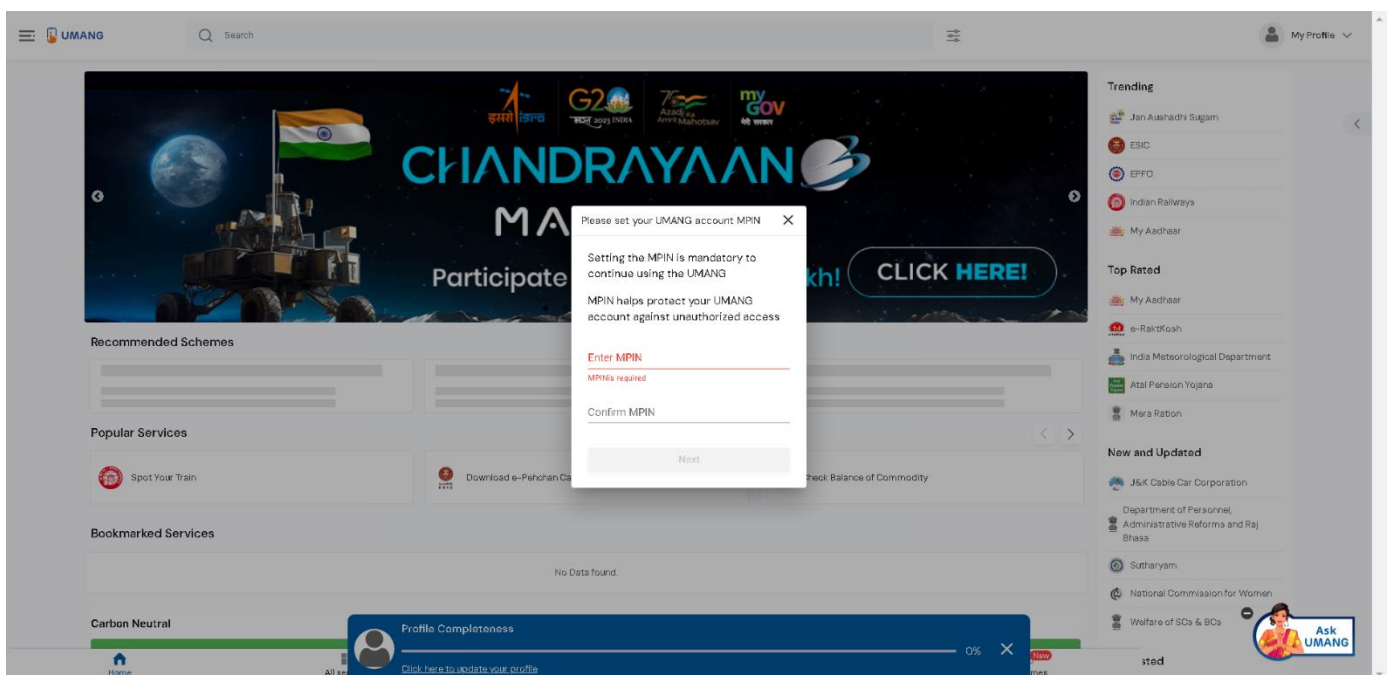 UMANG
Search
My Profile
इसरो isro
G20
भारत 2023 INDIA
Azadi Ka
Amrit Mahotsav
my
GOV
मेरी सरकार
CHANDRAYAAN 3
MA
Participate
kh!
CLICK HERE!
Please set your UMANG account MPIN
Setting the MPIN is mandatory to
continue using the UMANG
MPIN helps protect your UMANG
account against unauthorized access
Enter MPIN
MPINis required
Confirm MPIN
Next
Recommended Schemes
Popular Services
Spot Your Train
Download e-Pehchan Ca
heck Balance of Commodity
Bookmarked Services
No Data found.
Carbon Neutral
Profile Completeness
0%
Click here to update your profile
Home
All se
New
mes
Trending
Jan Aushadhi Sugam
ESIC
EPFO
Indian Railways
My Aadhaar
Top Rated
My Aadhaar
e-RaktKosh
India Meteorological Department
Atal Pension Yojana
Mera Ration
New and Updated
J&K Cable Car Corporation
Department of Personnel,
Administrative Reforms and Raj
Bhasa
Sutharyam
National Commission for Women
Welfare of SCs & BCs
sted
Ask
UMANG